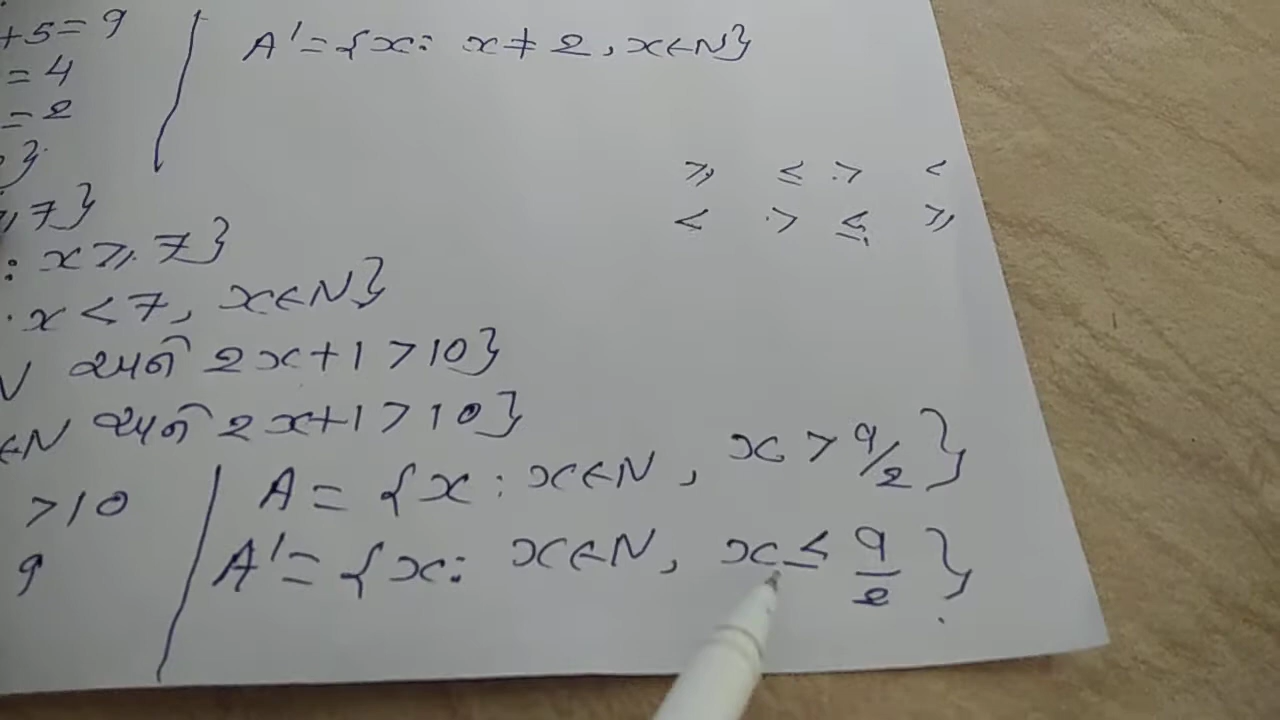 +5=9
=4
=2
}
A'={x: x≠2, x∈N}
⩾ ≤ > <
< > ≤ ⩾
⩾7}
: x⩾7}
x<7, x∈N}
N અને 2x+1>10}
∈N અને 2x+1>10}
>10
9
A={x:x∈N, x>9/2}
A'={x: x∈N, x≤9/2}